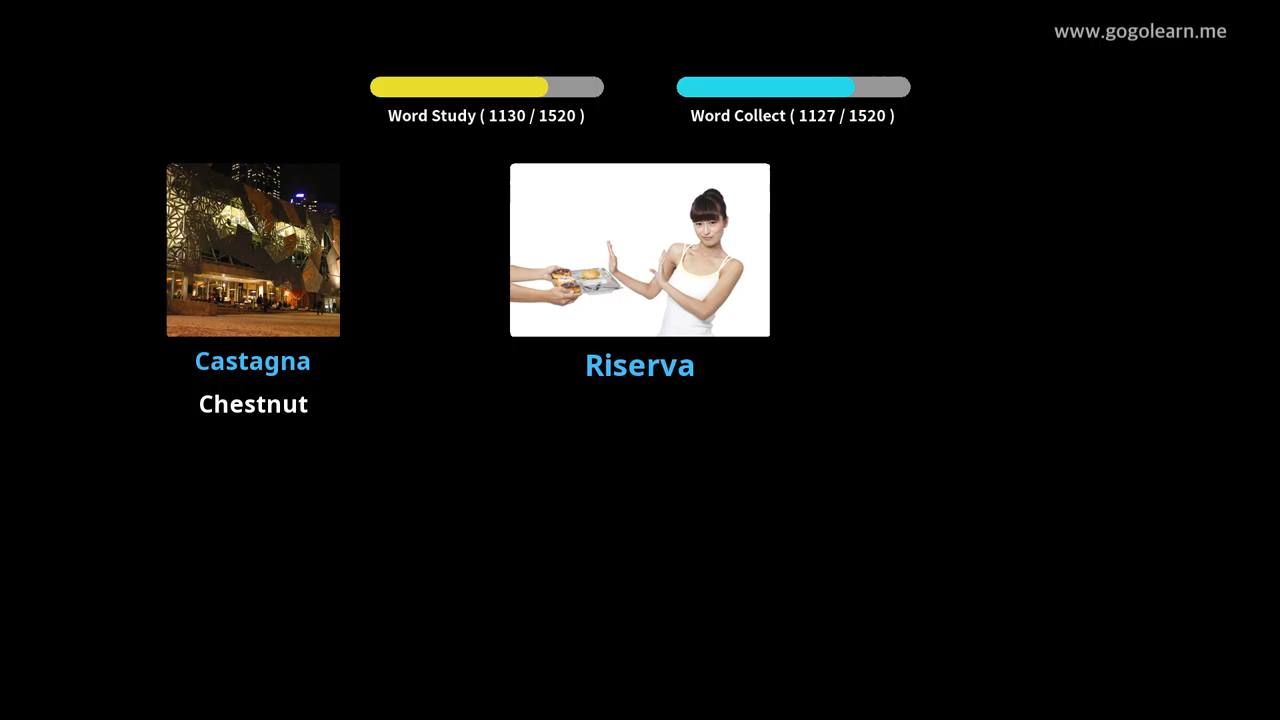 www.gogolearn.me
Word Study ( 1130 / 1520 )
Word Collect ( 1127 / 1520 )
Castagna
Chestnut
Riserva